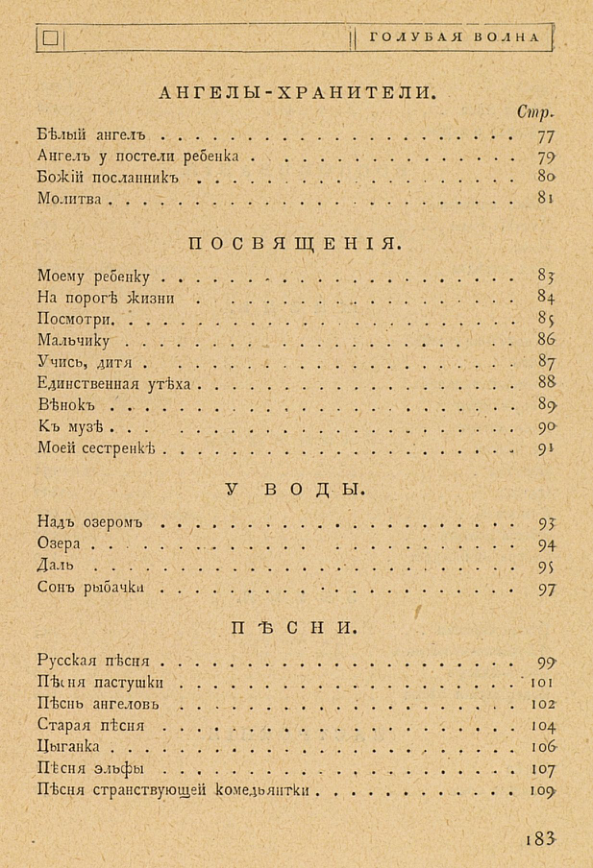 ГОЛУБАЯ ВОЛНА
АНГЕЛЫ-ХРАНИТЕЛИ.
Стр.
Бѣлый ангелъ . . . . . . . . . . . . . . . . . 77
Ангелъ у постели ребенка . . . . . . . . . . . . . 79
Божій посланникъ . . . . . . . . . . . . . . . 80
Молитва . . . . . . . . . . . . . . . . . . . 81
ПОСВЯЩЕНІЯ.
Моему ребенку . . . . . . . . . . . . . . . . . 83
На порогѣ жизни . . . . . . . . . . . . . . . 84
Посмотри. . . . . . . . . . . . . . . . . . . 85
Мальчику . . . . . . . . . . . . . . . . . . 86
Учись, дитя . . . . . . . . . . . . . . . . . 87
Единственная утѣха . . . . . . . . . . . . . . . 88
Вѣнокъ . . . . . . . . . . . . . . . . . . . 89
Къ музѣ . . . . . . . . . . . . . . . . . . . 90
Моей сестренкѣ . . . . . . . . . . . . . . . . . 91
У ВОДЫ.
Надъ озеромъ . . . . . . . . . . . . . . . . . 93
Озера . . . . . . . . . . . . . . . . . . . . 94
Даль . . . . . . . . . . . . . . . . . . . . 95
Сонъ рыбачки . . . . . . . . . . . . . . . . . 97
ПѢСНИ.
Русская пѣсня . . . . . . . . . . . . . . . . . 99
Пѣсня пастушки . . . . . . . . . . . . . . . . 101
Пѣснь ангеловъ . . . . . . . . . . . . . . . . 102
Старая пѣсня . . . . . . . . . . . . . . . . . 104
Цыганка . . . . . . . . . . . . . . . . . . . 106
Пѣсня эльфы . . . . . . . . . . . . . . . . . 107
Пѣсня странствующей комедьянтки . . . . . . . . . . 109
183